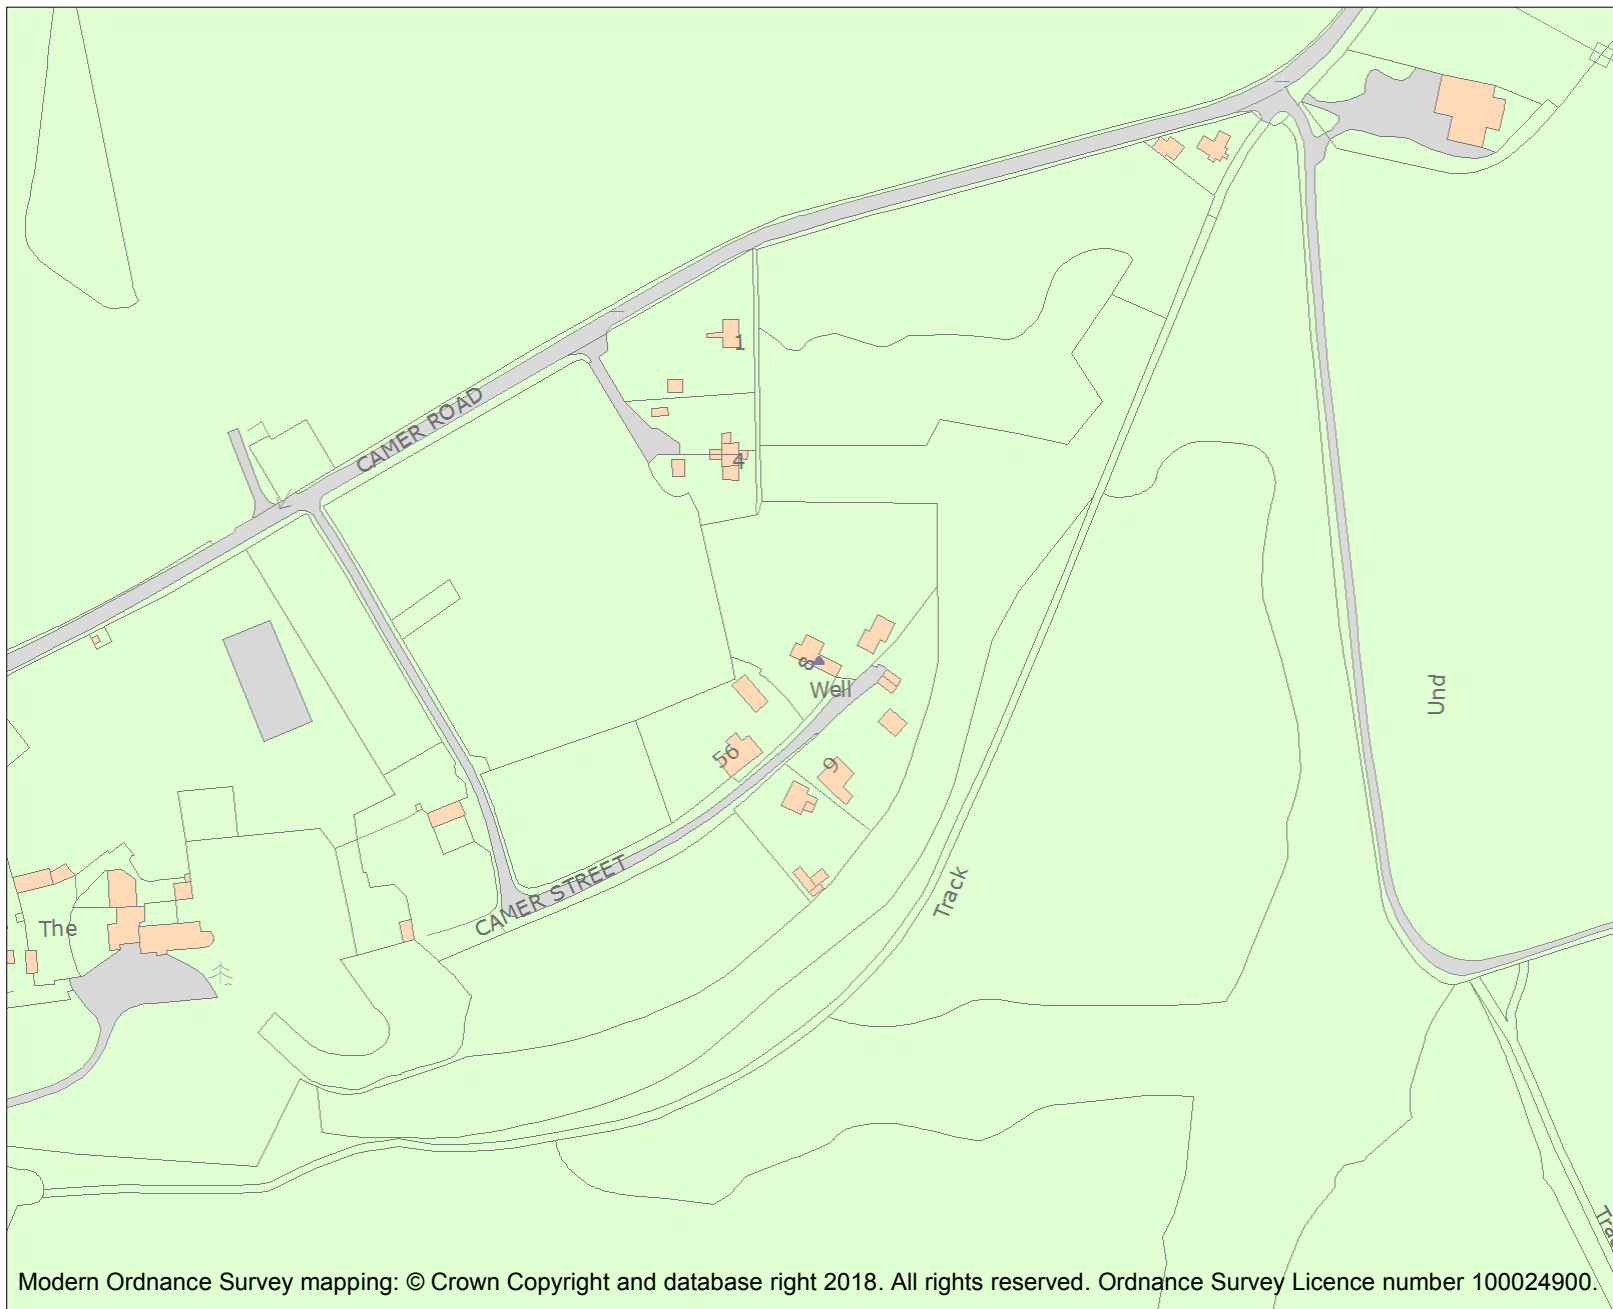 1
CAMER ROAD
4
8
Well
Und
56
9
CAMER STREET
Track
The
Modern Ordnance Survey mapping: © Crown Copyright and database right 2018. All rights reserved. Ordnance Survey Licence number 100024900.